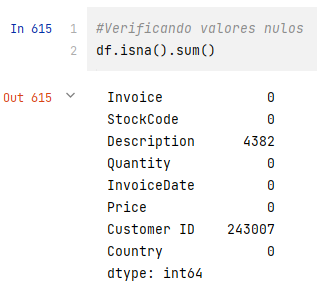 In 615 1 #Verificando valores nulos
2 df.isna().sum()
Out 615 Invoice 0
StockCode 0
Description 4382
Quantity 0
InvoiceDate 0
Price 0
Customer ID 243007
Country 0
dtype: int64